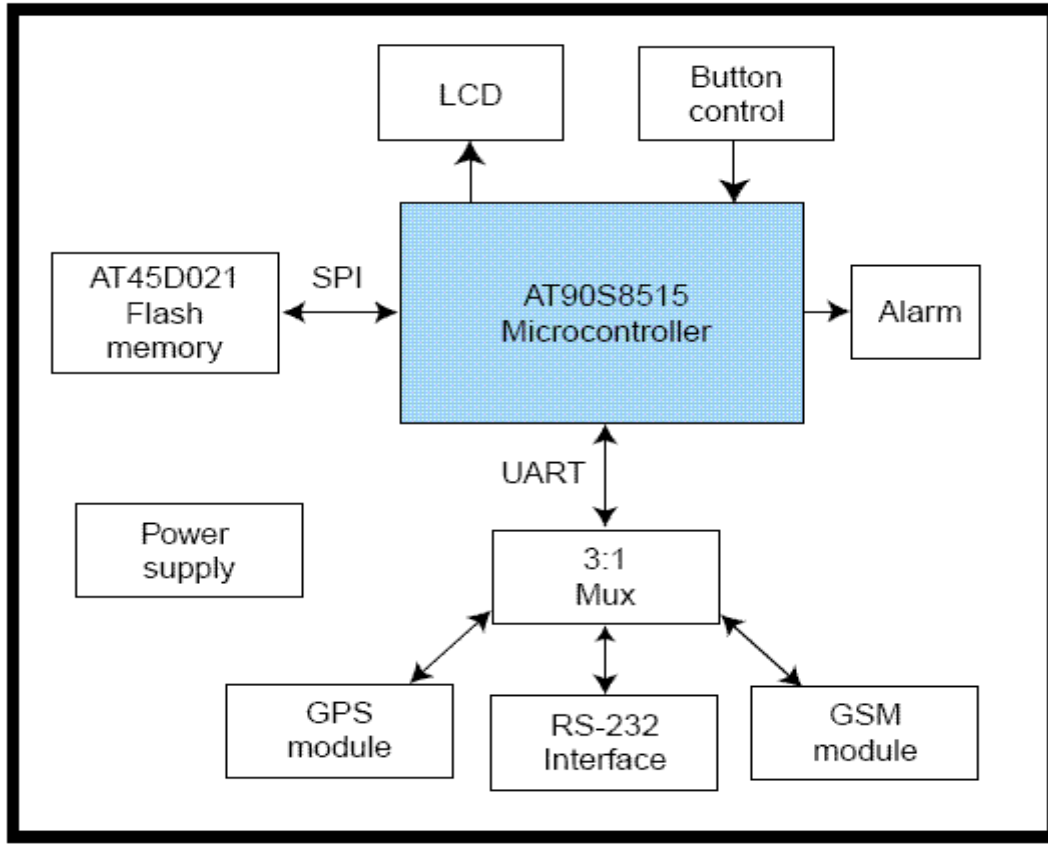 LCD
Button
control
AT45D021
Flash
memory
SPI
AT90S8515
Microcontroller
Alarm
UART
Power
supply
3:1
Mux
GPS
module
RS-232
Interface
GSM
module